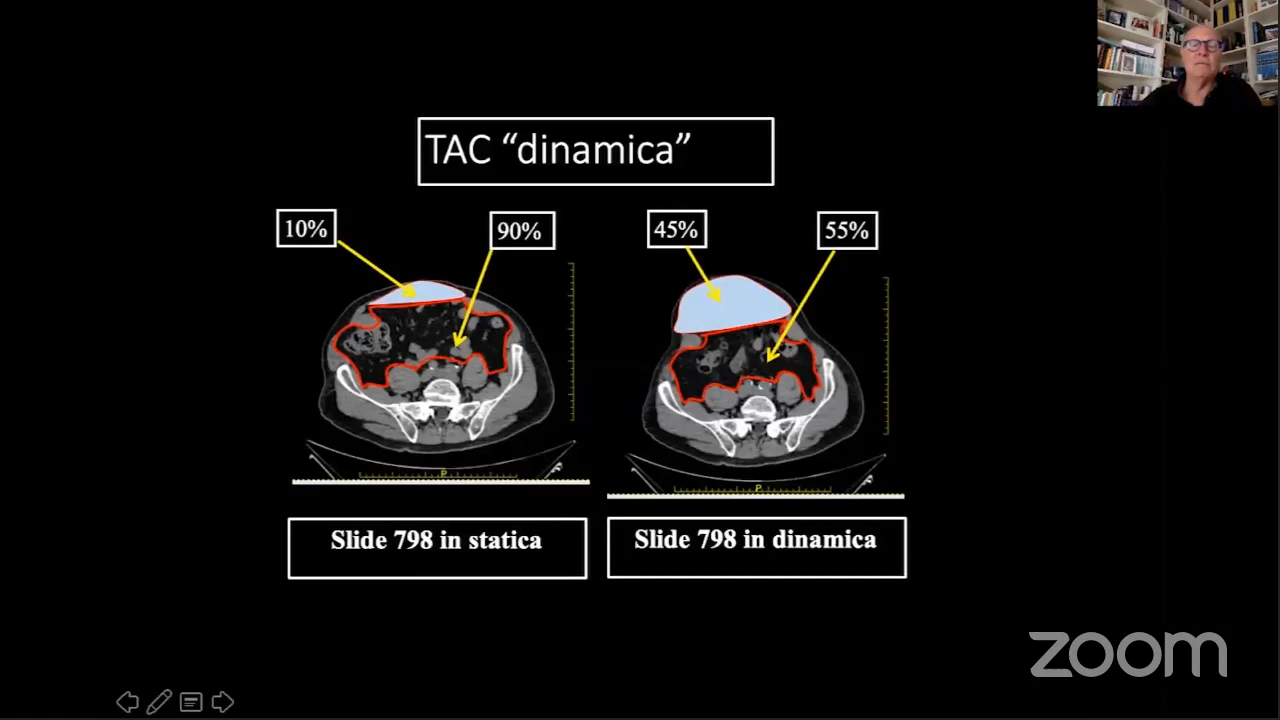 TAC “dinamica”
10%
90%
45%
55%
P
P
Slide 798 in statica
Slide 798 in dinamica
zoom